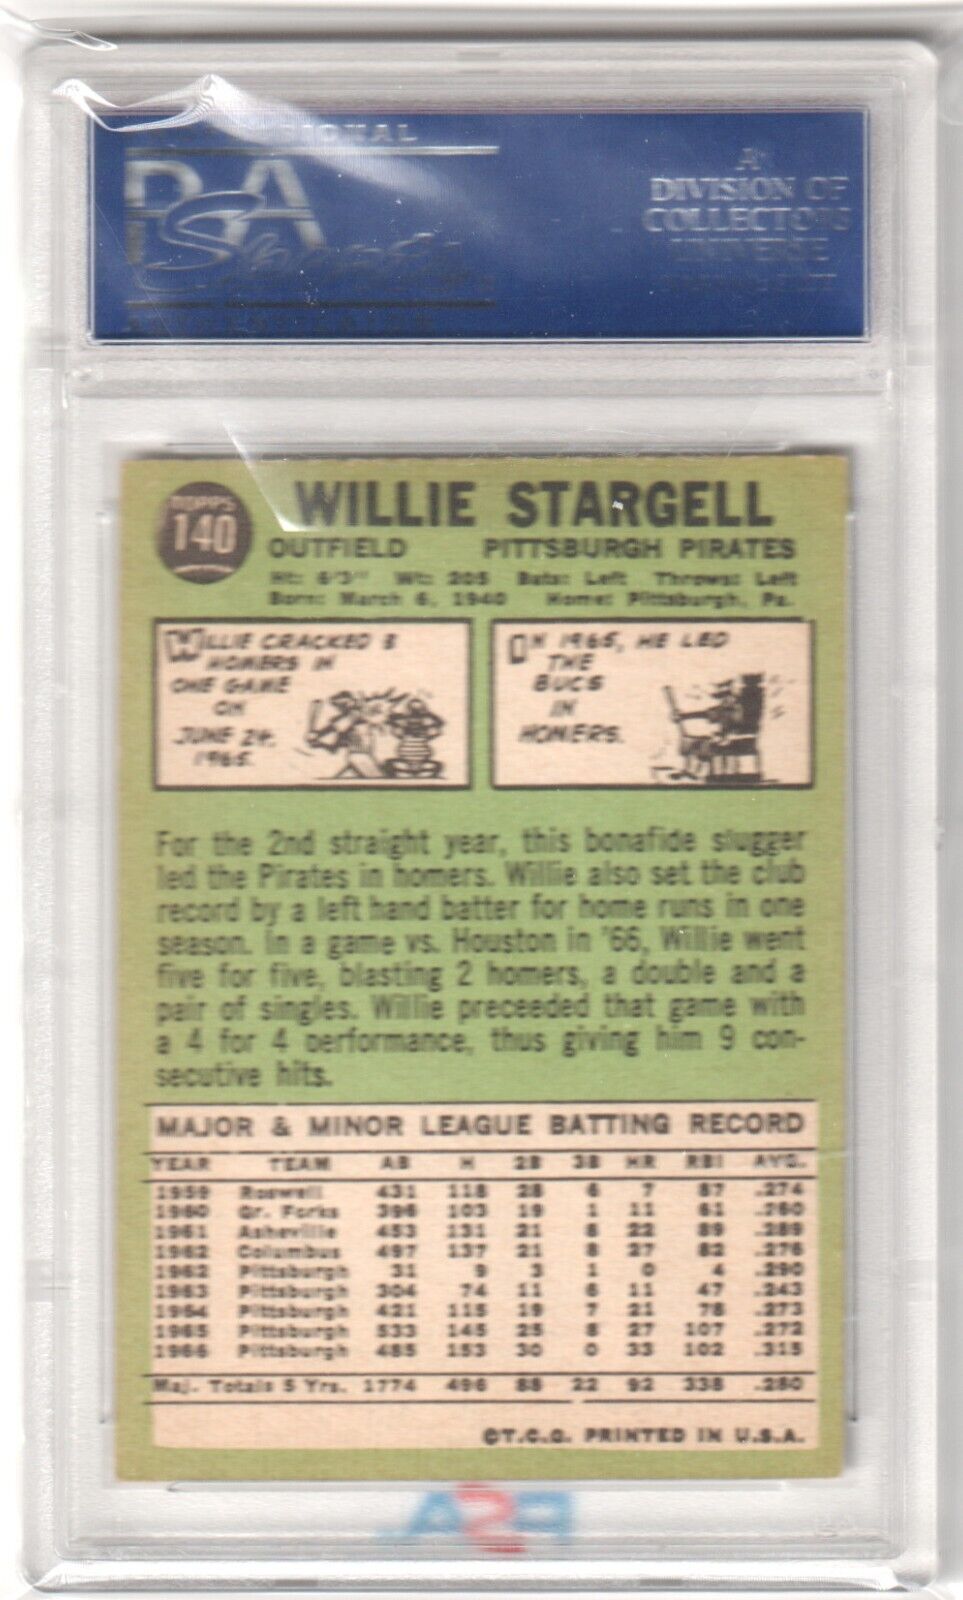 PSA
A
DIVISION OF
COLLECTORS
UNIVERSE
TOPPS
140
WILLIE STARGELL
OUTFIELD PITTSBURGH PIRATES
Ht: 6'3" Wt: 205 Bats: Left Throws: Left
Born: March 6, 1940 Home: Pittsburgh, Pa.
WILLIE CRACKED 3
HOMERS IN
ONE GAME
ON
JUNE 24,
1965.
IN 1965, HE LED
THE
BUCS
IN
HOMERS.
For the 2nd straight year, this bonafide slugger
led the Pirates in homers. Willie also set the club
record by a left hand batter for home runs in one
season. In a game vs. Houston in '66, Willie went
five for five, blasting 2 homers, a double and a
pair of singles. Willie preceeded that game with
a 4 for 4 performance, thus giving him 9 con-
secutive hits.
MAJOR & MINOR LEAGUE BATTING RECORD
YEAR TEAM AB H 2B 3B HR RBI AVG.
1959 Roswell 431 118 28 6 7 87 .274
1960 Gr. Forks 396 103 19 1 11 61 .260
1961 Asheville 453 131 21 8 22 89 .289
1962 Columbus 497 137 21 8 27 82 .276
1962 Pittsburgh 31 9 3 1 0 4 .290
1963 Pittsburgh 304 74 11 6 11 47 .243
1964 Pittsburgh 421 115 19 7 21 78 .273
1965 Pittsburgh 533 145 25 8 27 107 .272
1966 Pittsburgh 485 153 30 0 33 102 .315
Maj. Totals 5 Yrs. 1774 496 88 22 92 338 .280
©T.C.G. PRINTED IN U.S.A.
PSA